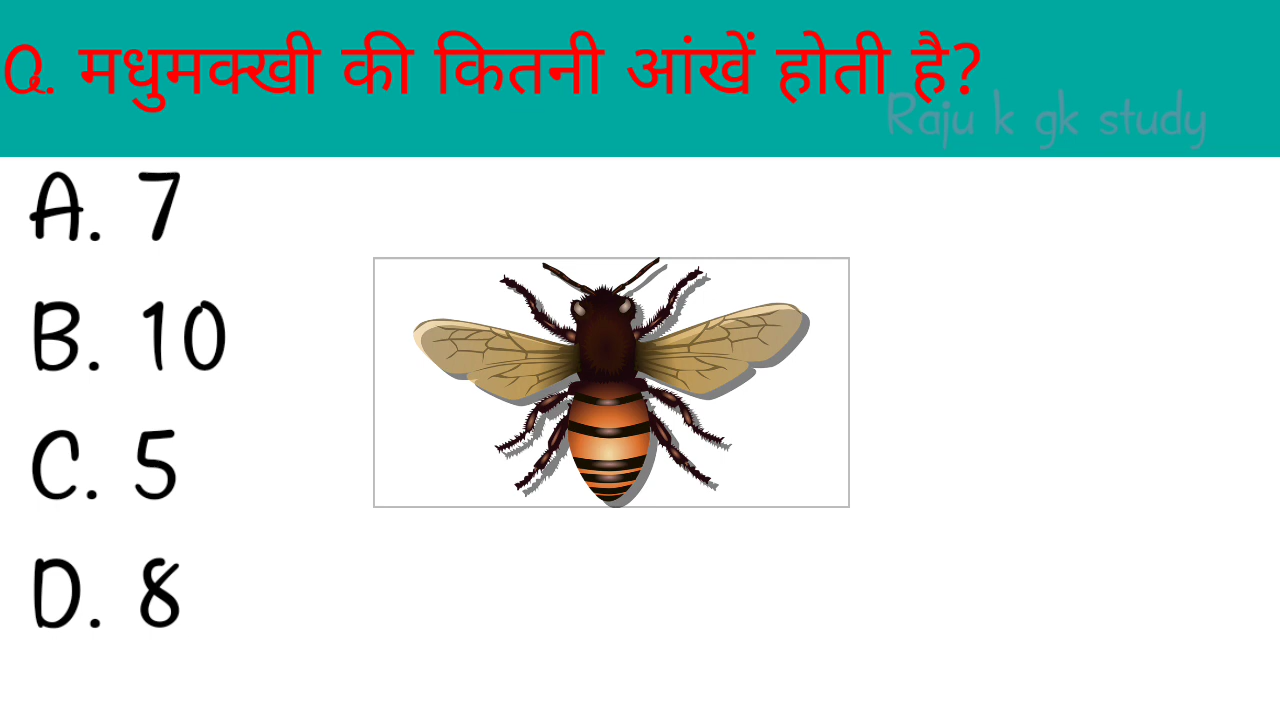 Q. मधुमक्खी की कितनी आंखें होती है?
Raju k gk study
A. 7
B. 10
C. 5
D. 8